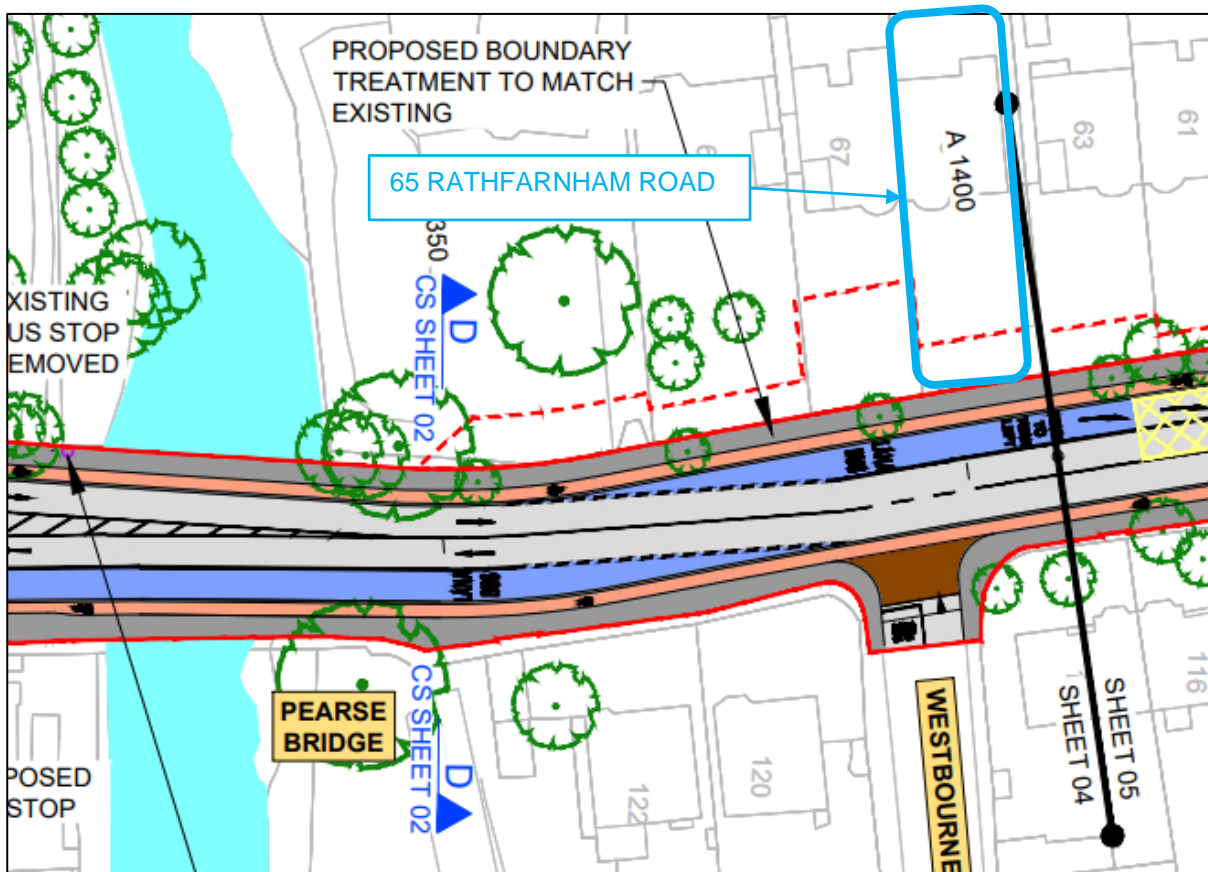 PROPOSED BOUNDARY
TREATMENT TO MATCH
EXISTING
65 RATHFARNHAM ROAD
67
A 1400
63
61
350
D
CS SHEET 02
XISTING
US STOP
EMOVED
PEARSE
BRIDGE
CS SHEET 02
D
POSED
STOP
122
120
WESTBOURNE
SHEET 04
SHEET 05
116